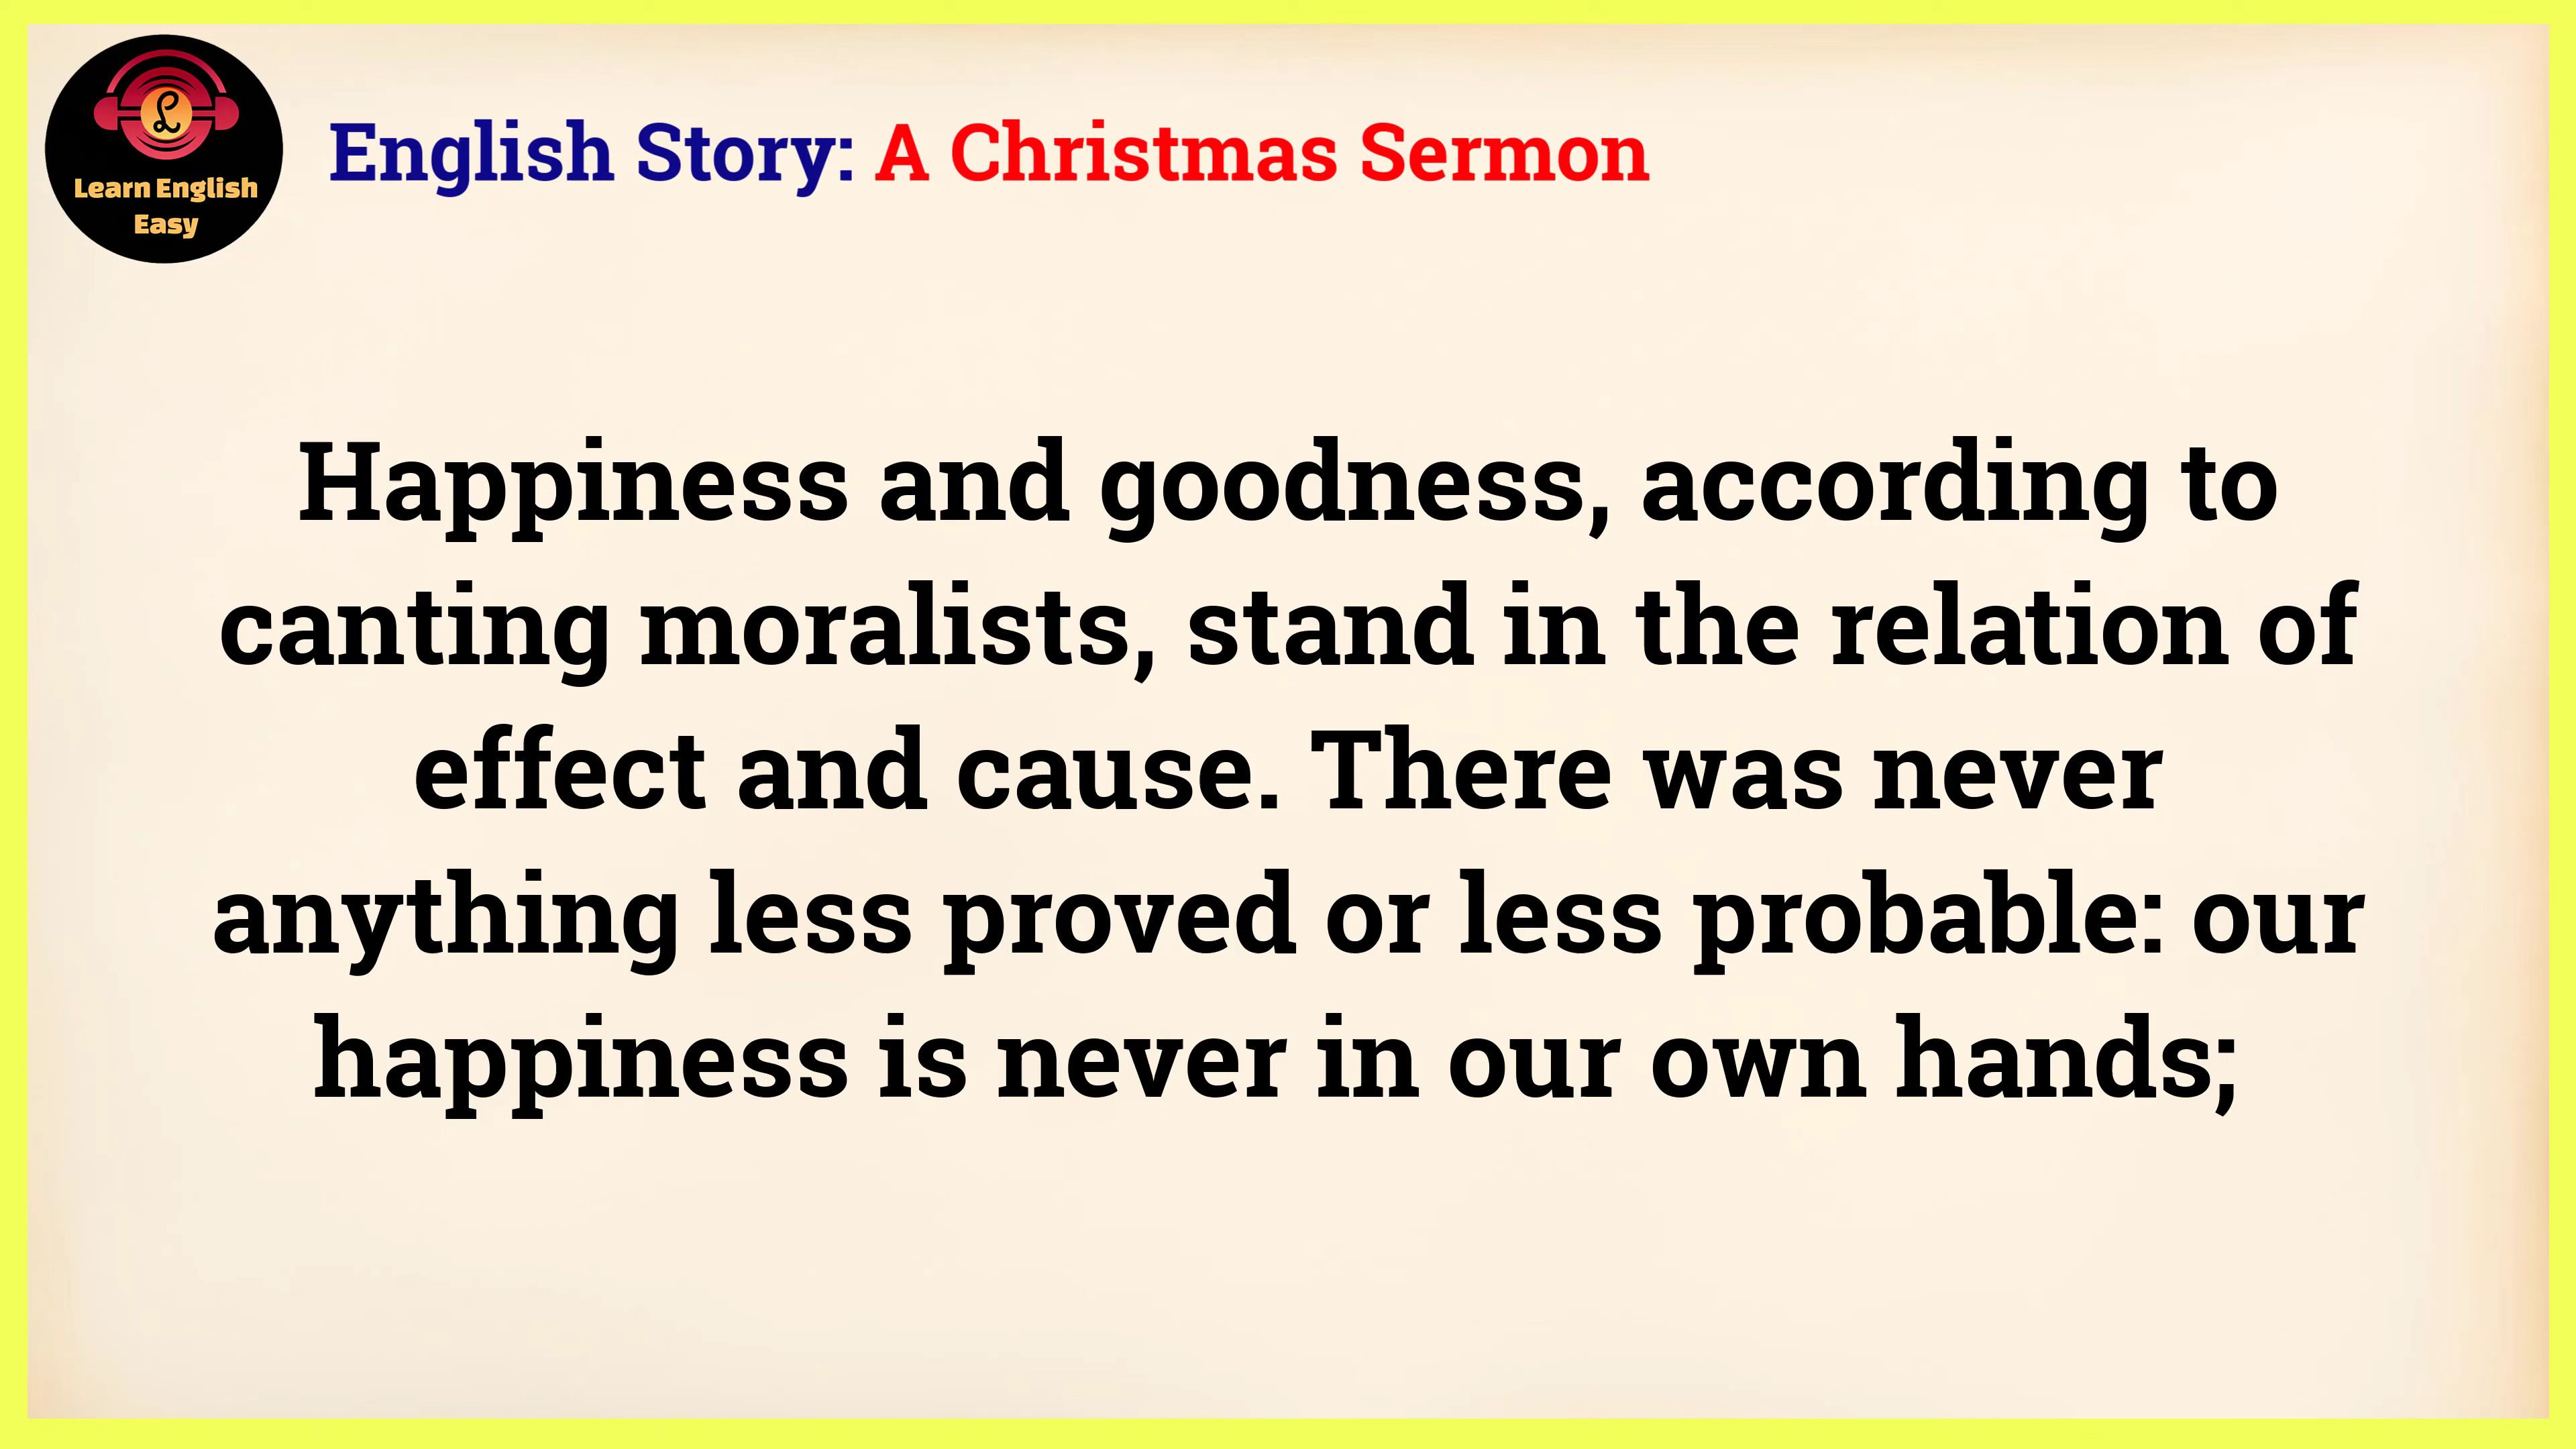 L
Learn English
Easy
English Story: A Christmas Sermon
Happiness and goodness, according to
canting moralists, stand in the relation of
effect and cause. There was never
anything less proved or less probable: our
happiness is never in our own hands;